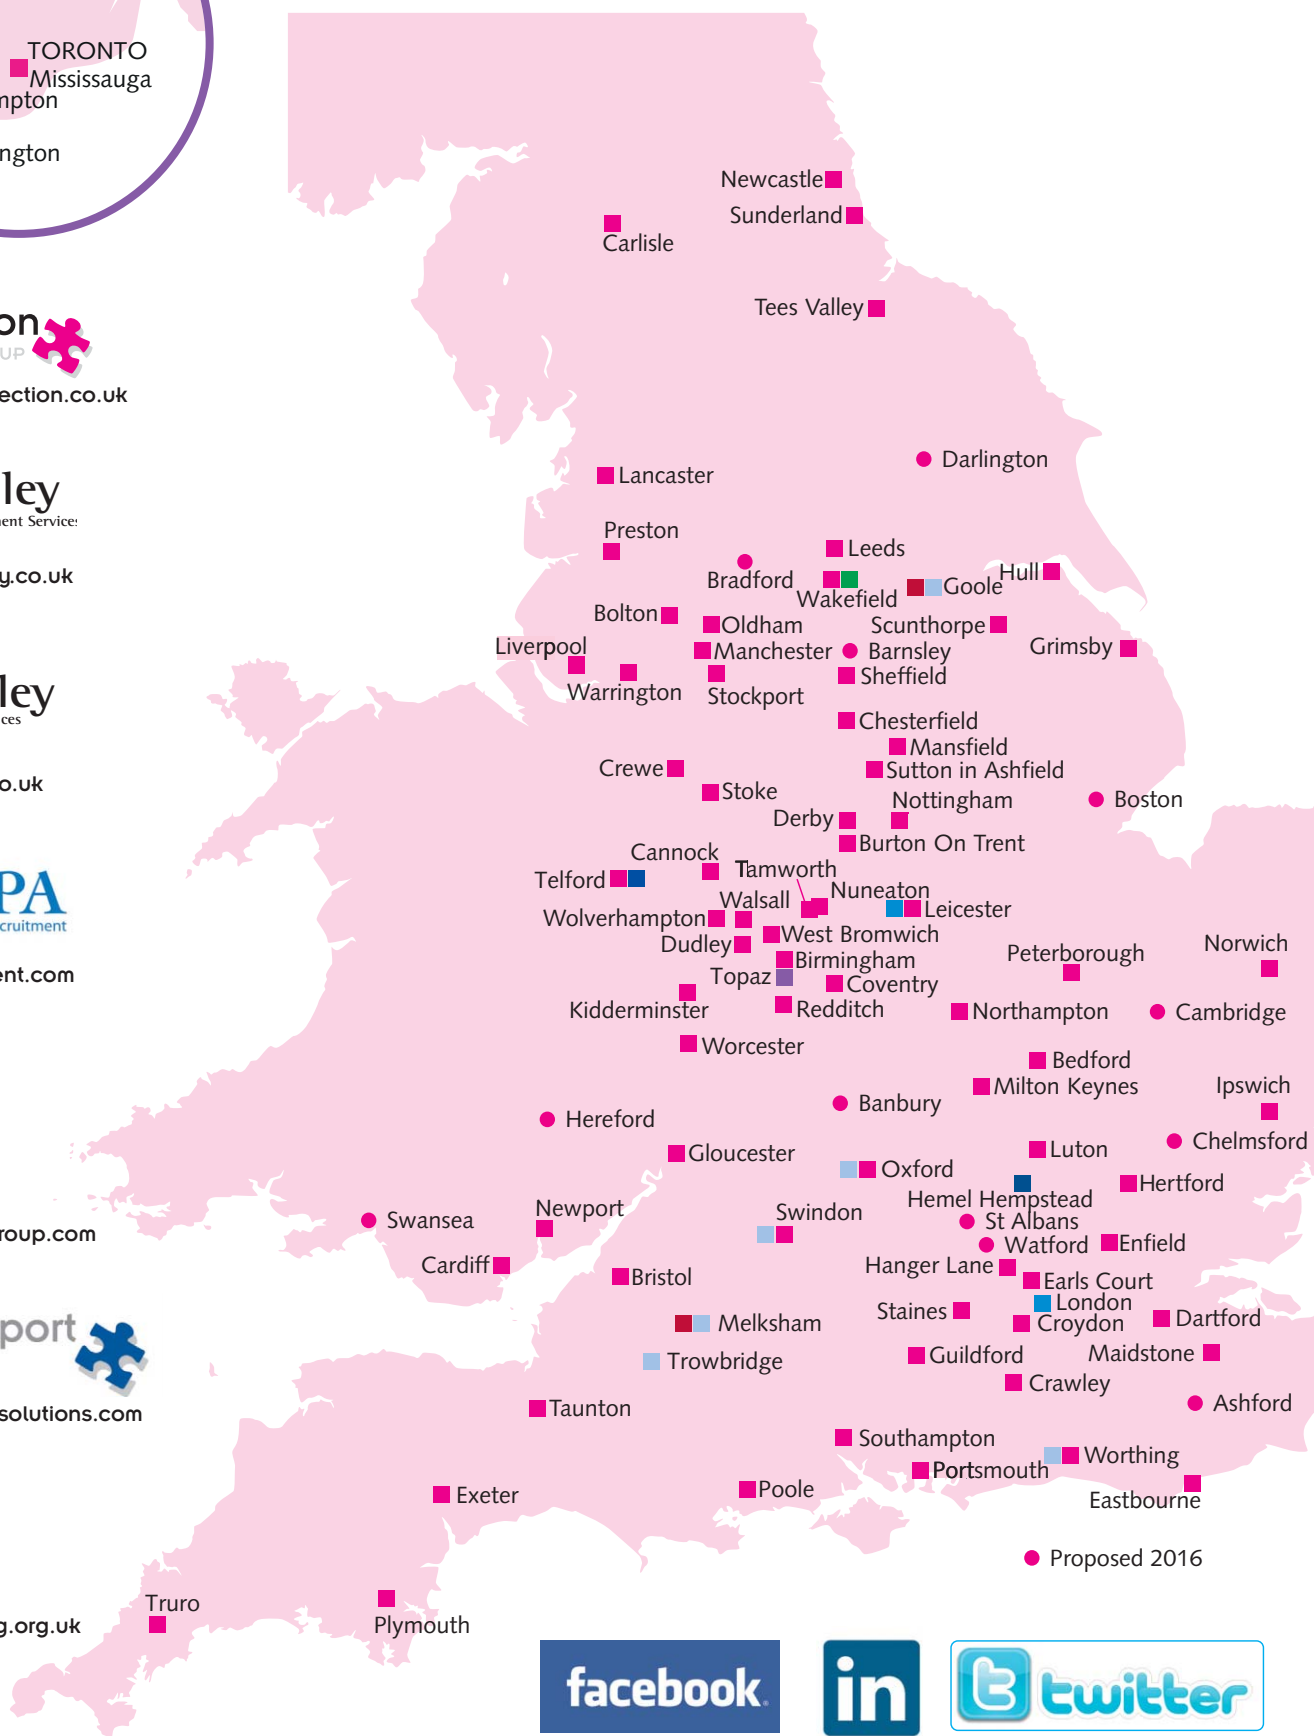 TORONTO
Mississauga
mpton
ngton
on
UP
ection.co.uk
ley
ent Services
y.co.uk
ley
ces
o.uk
PA
cruitment
ent.com
roup.com
port
solutions.com
g.org.uk
Newcastle
Sunderland
Carlisle
Tees Valley
Darlington
Lancaster
Preston
Leeds
Bradford
Hull
Wakefield
Goole
Bolton
Oldham
Scunthorpe
Liverpool
Manchester
Barnsley
Grimsby
Sheffield
Warrington
Stockport
Chesterfield
Mansfield
Crewe
Sutton in Ashfield
Stoke
Nottingham
Boston
Derby
Burton On Trent
Cannock
Tamworth
Telford
Nuneaton
Walsall
Leicester
Wolverhampton
West Bromwich
Dudley
Norwich
Peterborough
Birmingham
Topaz
Coventry
Kidderminster
Redditch
Northampton
Cambridge
Worcester
Bedford
Milton Keynes
Ipswich
Banbury
Hereford
Chelmsford
Gloucester
Luton
Oxford
Hertford
Hemel Hempstead
Newport
Swindon
Swansea
St Albans
Watford
Enfield
Cardiff
Hanger Lane
Bristol
Earls Court
London
Staines
Melksham
Croydon
Dartford
Trowbridge
Guildford
Maidstone
Crawley
Taunton
Ashford
Southampton
Worthing
Portsmouth
Poole
Exeter
Eastbourne
Proposed 2016
Truro
Plymouth
facebook
in
twitter